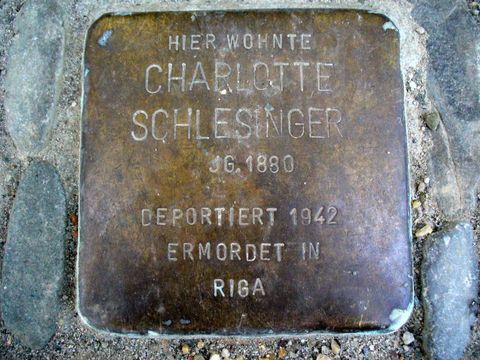 HIER WOHNTE
CHARLOTTE
SCHLESINGER
JG. 1880
DEPORTIERT 1942
ERMORDET IN
RIGA